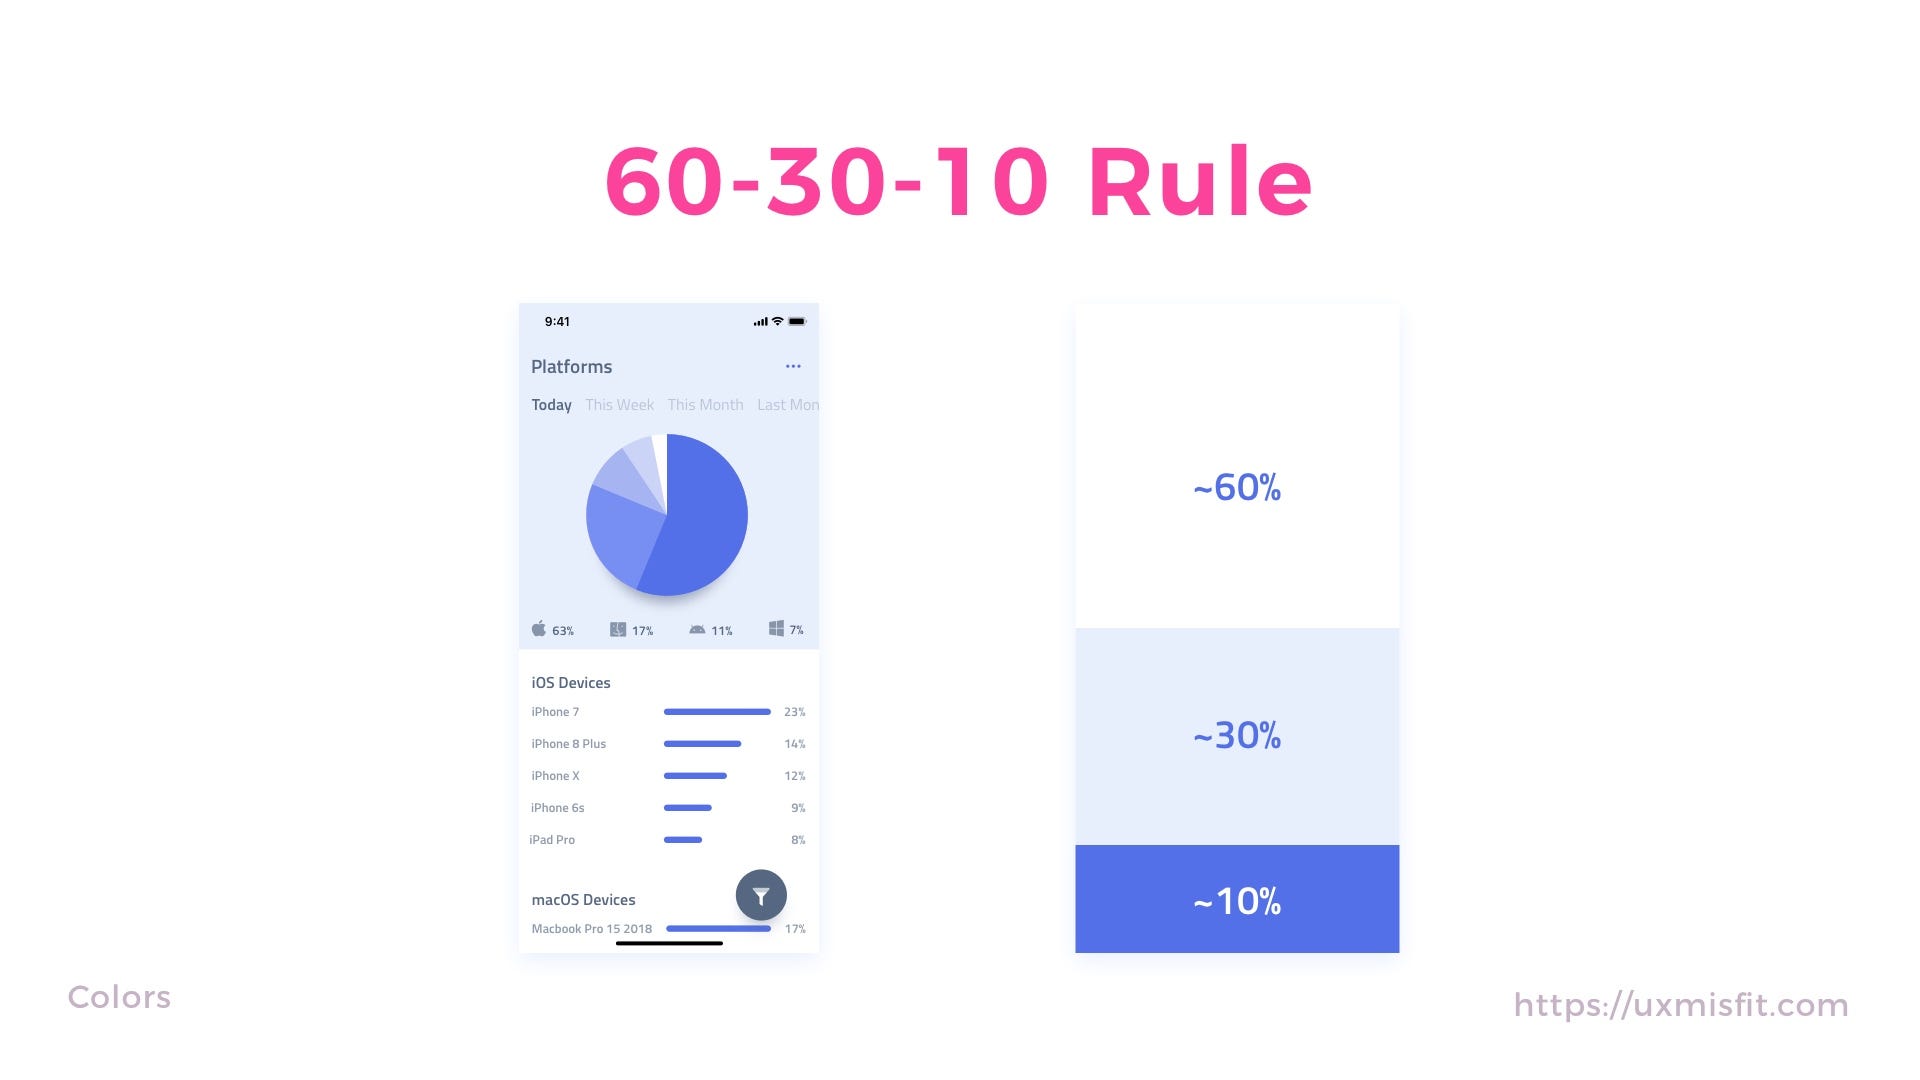 60-30-10 Rule
9:41
Platforms
Today This Week This Month Last Mon
63% 17% 11% 7%
iOS Devices
iPhone 7 23%
iPhone 8 Plus 14%
iPhone X 12%
iPhone 6s 9%
iPad Pro 8%
macOS Devices
Macbook Pro 15 2018 17%
~60%
~30%
~10%
Colors
https://uxmisfit.com